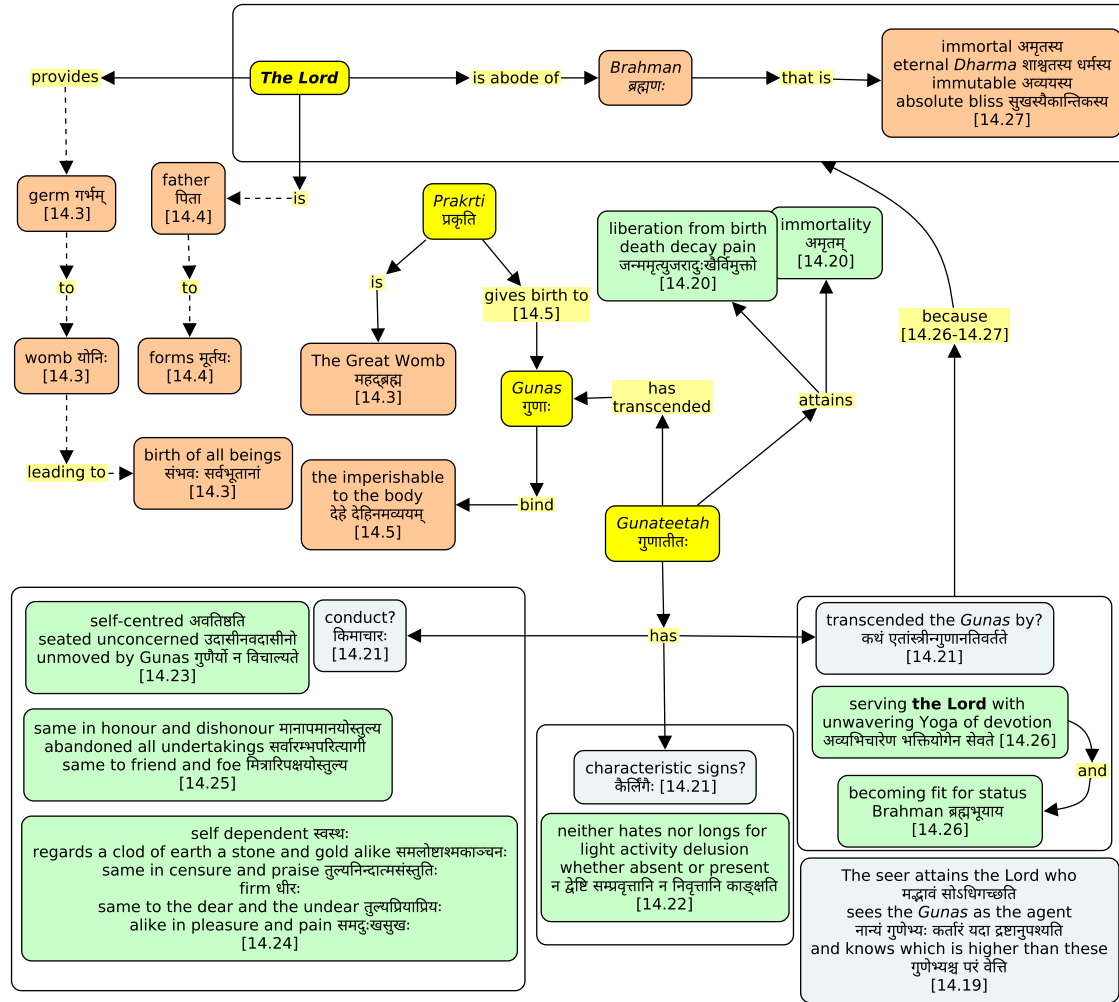 provides
The Lord
is abode of
Brahman
ब्रह्मणः
that is
immortal अमृतस्य
eternal Dharma शाश्वतस्य धर्मस्य
immutable अव्ययस्य
absolute bliss सुखस्यैकान्तिकस्य
[14.27]
germ गर्भम्
[14.3]
father
पिता
[14.4]
is
Prakrti
प्रकृति
liberation from birth
death decay pain
जन्ममृत्युजरादुःखैर्विमुक्तो
[14.20]
immortality
अमृतम्
[14.20]
to
to
is
gives birth to
[14.5]
because
[14.26-14.27]
womb योनिः
[14.3]
forms मूर्तयः
[14.4]
The Great Womb
महद्ब्रह्म
[14.3]
Gunas
गुणाः
has
transcended
attains
leading to
birth of all beings
संभवः सर्वभूतानां
[14.3]
the imperishable
to the body
देहे देहिनमव्ययम्
[14.5]
bind
Gunateetah
गुणातीतः
self-centred अवतिष्ठति
seated unconcerned उदासीनवदासीनो
unmoved by Gunas गुणैर्यो न विचाल्यते
[14.23]
conduct?
किमाचारः
[14.21]
has
transcended the Gunas by?
कथं एतांस्त्रीन्गुणानतिवर्तते
[14.21]
same in honour and dishonour मानापमानयोस्तुल्य
abandoned all undertakings सर्वारम्भपरित्यागी
same to friend and foe मित्रारिपक्षयोस्तुल्य
[14.25]
serving the Lord with
unwavering Yoga of devotion
अव्यभिचारेण भक्तियोगेन सेवते [14.26]
and
characteristic signs?
कैर्लिंगैः [14.21]
becoming fit for status
Brahman ब्रह्मभूयाय
[14.26]
self dependent स्वस्थः
regards a clod of earth a stone and gold alike समलोष्टाश्मकाञ्चनः
same in censure and praise तुल्यनिन्दात्मसंस्तुतिः
firm धीरः
same to the dear and the undear तुल्यप्रियाप्रियः
alike in pleasure and pain समदुःखसुखः
[14.24]
neither hates nor longs for
light activity delusion
whether absent or present
न द्वेष्टि सम्प्रवृत्तानि न निवृत्तानि काङ्क्षति
[14.22]
The seer attains the Lord who
मद्भावं सोऽधिगच्छति
sees the Gunas as the agent
नान्यं गुणेभ्यः कर्तारं यदा द्रष्टानुपश्यति
and knows which is higher than these
गुणेभ्यश्च परं वेत्ति
[14.19]